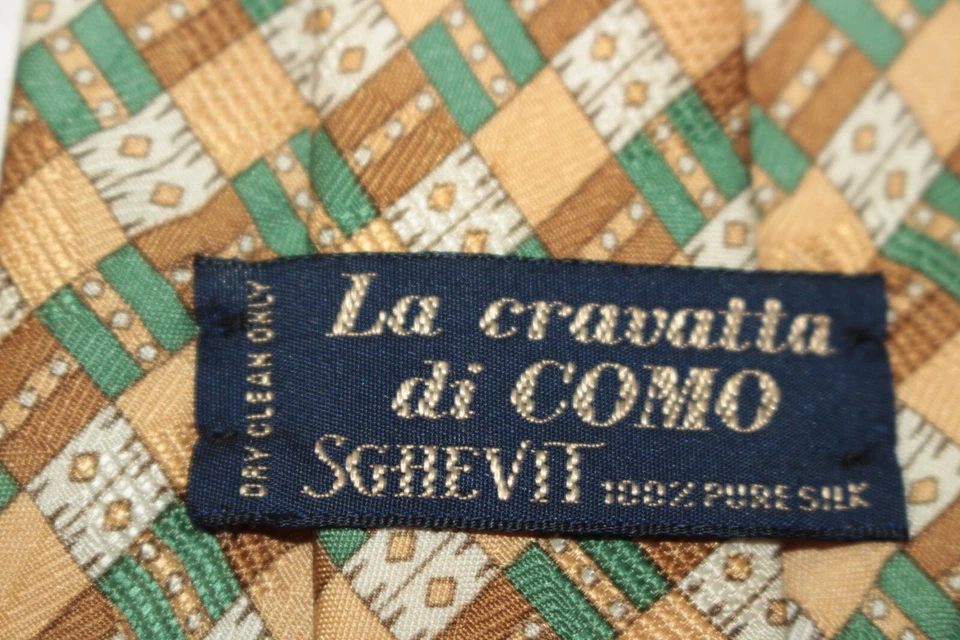 La cravatta
di COMO
SGHEVIT 100% PURE SILK
DRY CLEAN ONLY